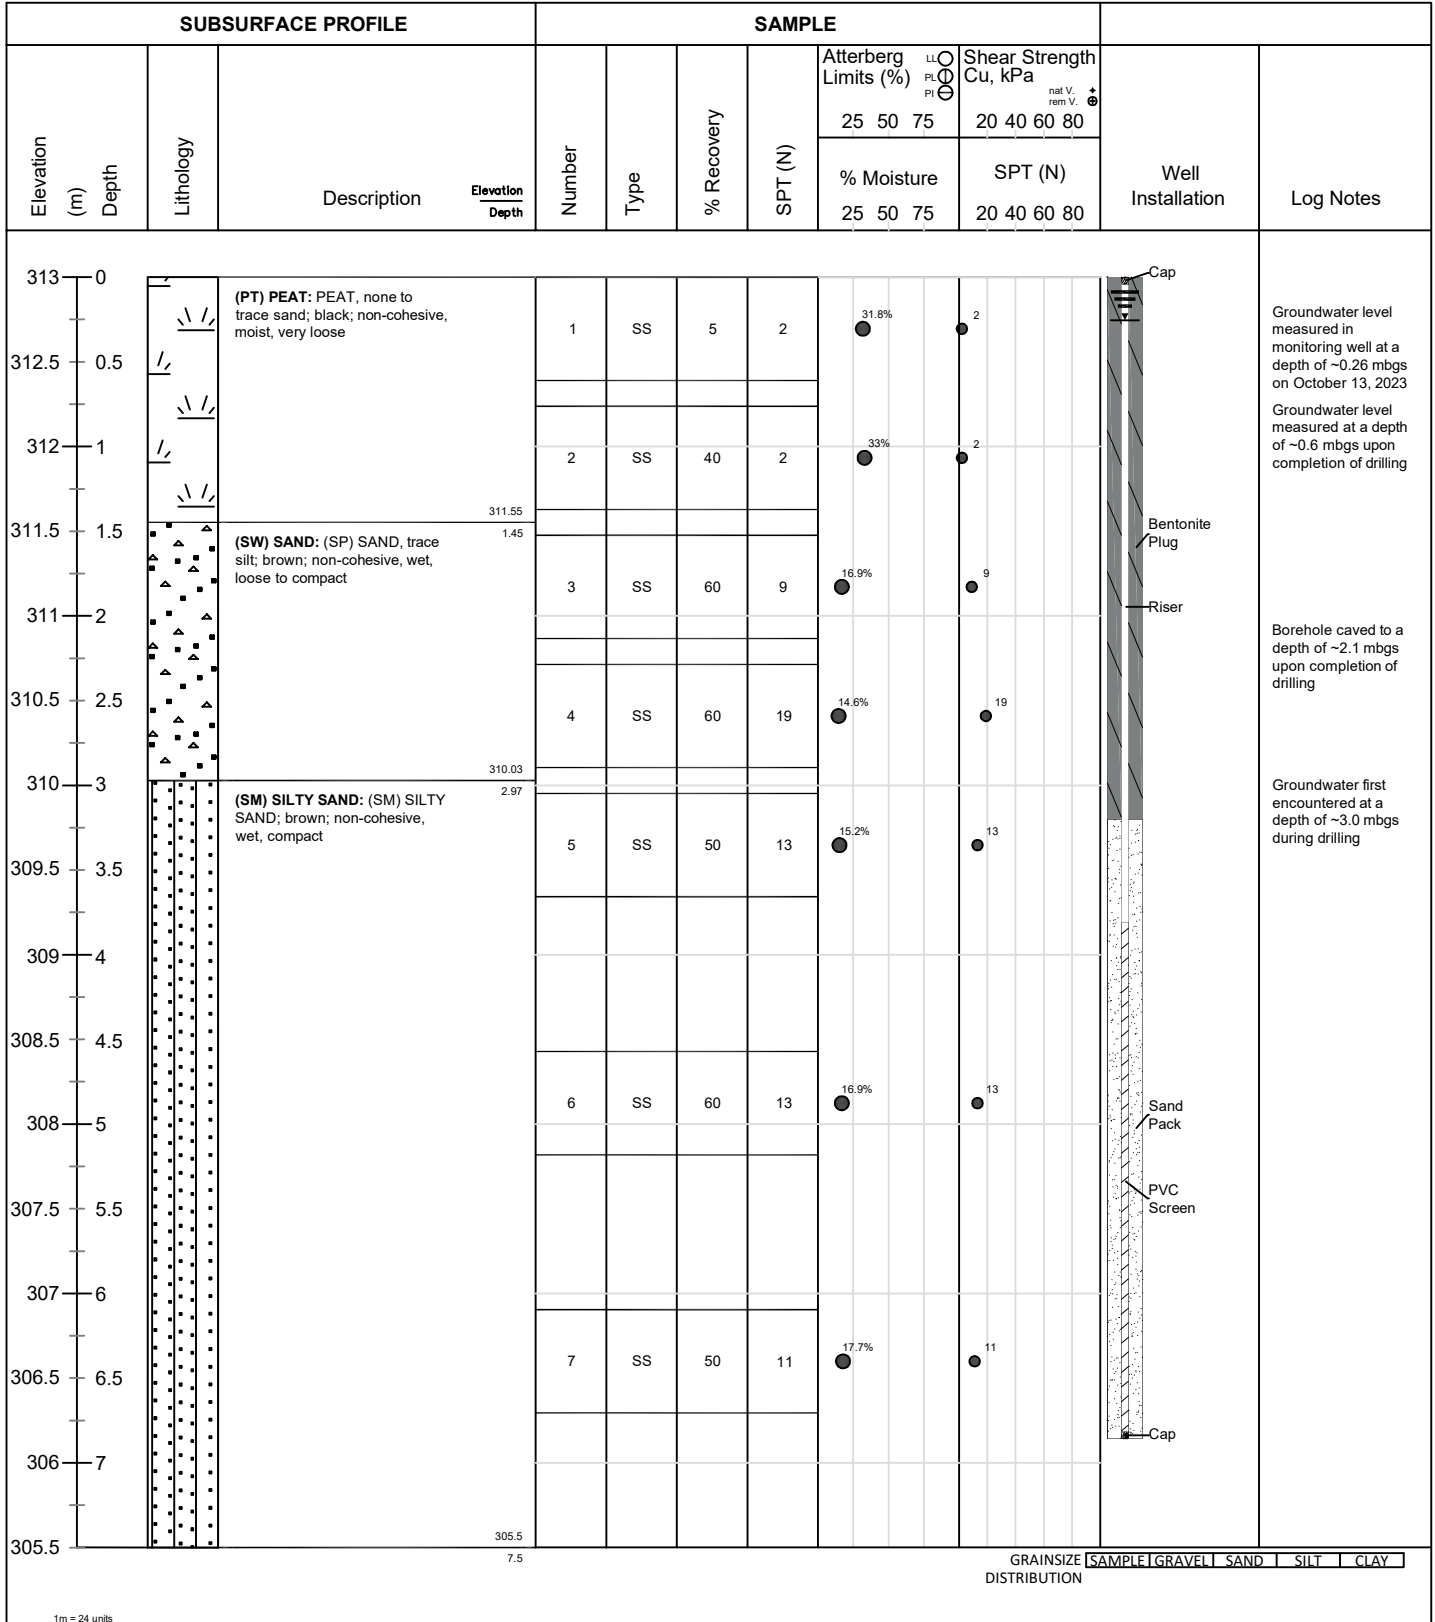 SUBSURFACE PROFILE
SAMPLE
Elevation
(m)
Depth
Lithology
Description
Elevation
Depth
Number
Type
% Recovery
SPT (N)
Atterberg
Limits (%)
LL
PL
PI
25 50 75
% Moisture
25 50 75
Shear Strength
Cu, kPa
nat V.
rem V.
20 40 60 80
SPT (N)
20 40 60 80
Well
Installation
Log Notes
313 0
312.5 0.5
312 1
311.5 1.5
311 2
310.5 2.5
310 3
309.5 3.5
309 4
308.5 4.5
308 5
307.5 5.5
307 6
306.5 6.5
306 7
305.5
(PT) PEAT: PEAT, none to
trace sand; black; non-cohesive,
moist, very loose
311.55
1.45
(SW) SAND: (SP) SAND, trace
silt; brown; non-cohesive, wet,
loose to compact
310.03
2.97
(SM) SILTY SAND: (SM) SILTY
SAND; brown; non-cohesive,
wet, compact
305.5
7.5
1 SS 5 2 31.8% 2
2 SS 40 2 33% 2
3 SS 60 9 16.9% 9
4 SS 60 19 14.6% 19
5 SS 50 13 15.2% 13
6 SS 60 13 16.9% 13
7 SS 50 11 17.7% 11
Cap
Bentonite
Plug
Riser
Sand
Pack
PVC
Screen
Cap
Groundwater level
measured in
monitoring well at a
depth of ~0.26 mbgs
on October 13, 2023
Groundwater level
measured at a depth
of ~0.6 mbgs upon
completion of drilling
Borehole caved to a
depth of ~2.1 mbgs
upon completion of
drilling
Groundwater first
encountered at a
depth of ~3.0 mbgs
during drilling
GRAINSIZE
DISTRIBUTION
SAMPLE GRAVEL SAND SILT CLAY
1m = 24 units